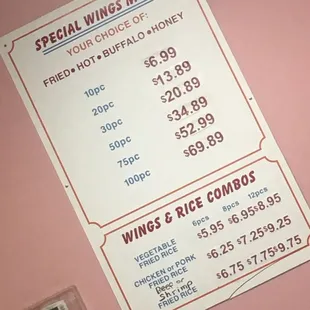 SPECIAL WINGS
YOUR CHOICE OF:
FRIED • HOT • BUFFALO • HONEY
10pc $6.99
20pc $13.89
30pc $20.89
50pc $34.89
75pc $52.99
100pc $69.89
WINGS & RICE COMBOS
6pcs 8pcs 12pcs
VEGETABLE
FRIED RICE $5.95 $6.95 $8.95
CHICKEN or PORK
FRIED RICE $6.25 $7.25 $9.25
Beef or
Shrimp
FRIED RICE $6.75 $7.75 $9.75